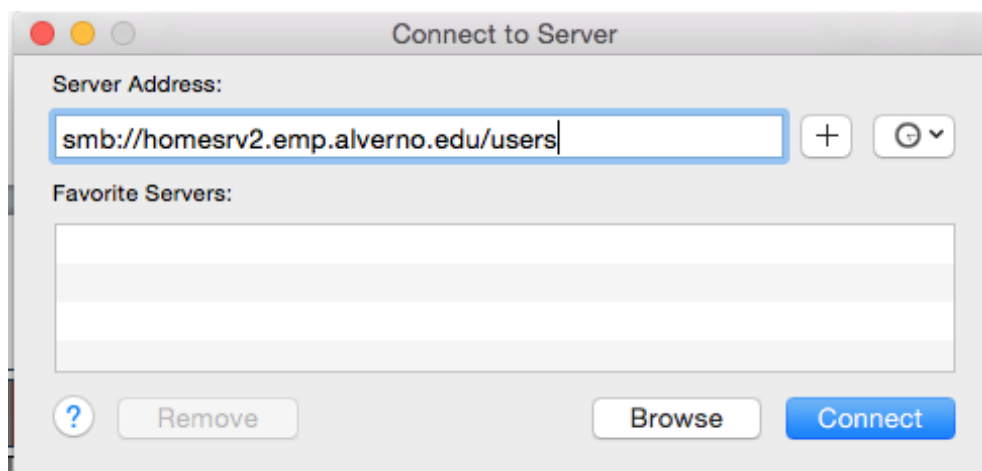 Connect to Server
Server Address:
smb://homesrv2.emp.alverno.edu/users
Favorite Servers:
? Remove Browse Connect